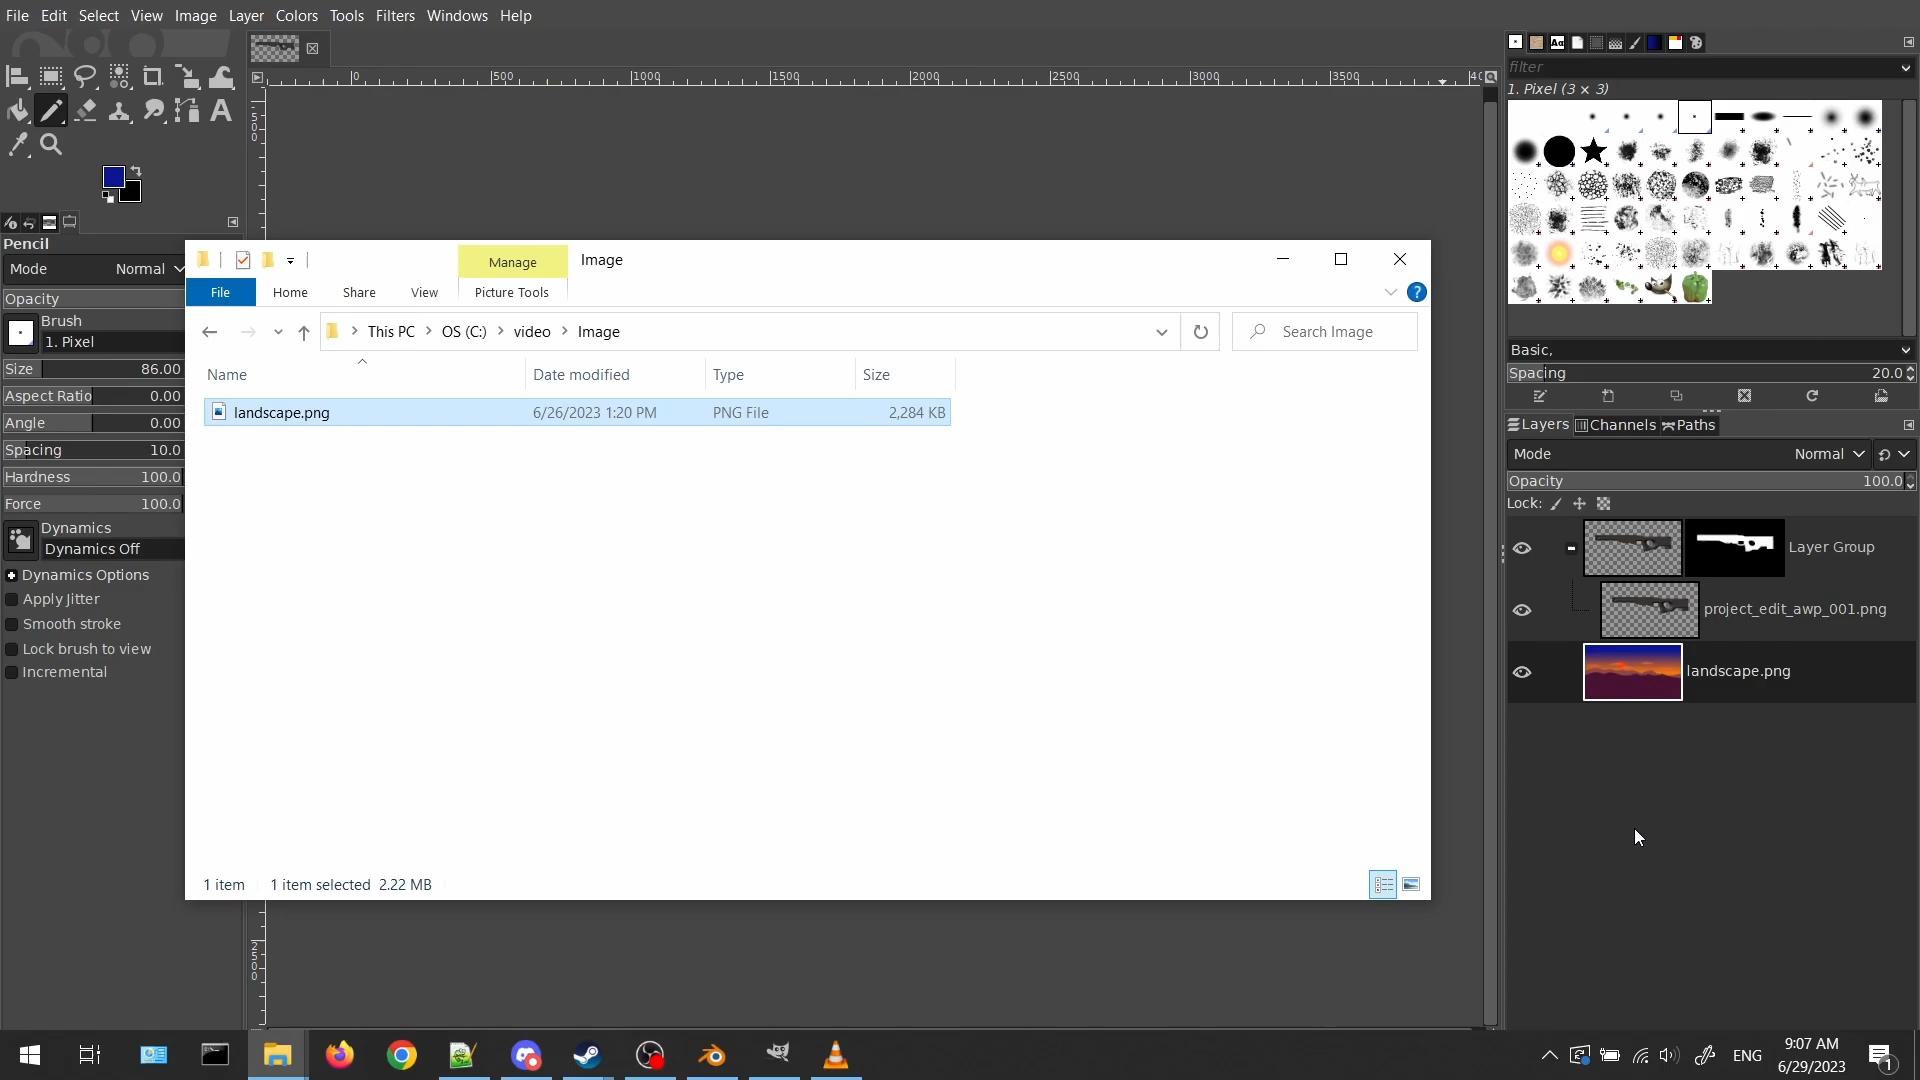 File Edit Select View Image Layer Colors Tools Filters Windows Help
0 500 1000 1500 2000 2500 3000 3500
filter
1. Pixel (3 × 3)
500
Pencil
Mode Normal
Opacity
Brush
1. Pixel
Size 86.00
Aspect Ratio 0.00
Angle 0.00
Spacing 10.0
Hardness 100.0
Force 100.0
Dynamics
Dynamics Off
Dynamics Options
Apply Jitter
Smooth stroke
Lock brush to view
Incremental
Manage Image
File Home Share View Picture Tools
This PC OS (C:) video Image Search Image
Name Date modified Type Size
landscape.png 6/26/2023 1:20 PM PNG File 2,284 KB
1 item 1 item selected 2.22 MB
2500
Basic,
Spacing 20.0
Layers Channels Paths
Mode Normal
Opacity 100.0
Lock:
Layer Group
project_edit_awp_001.png
landscape.png
ENG
9:07 AM
6/29/2023
1